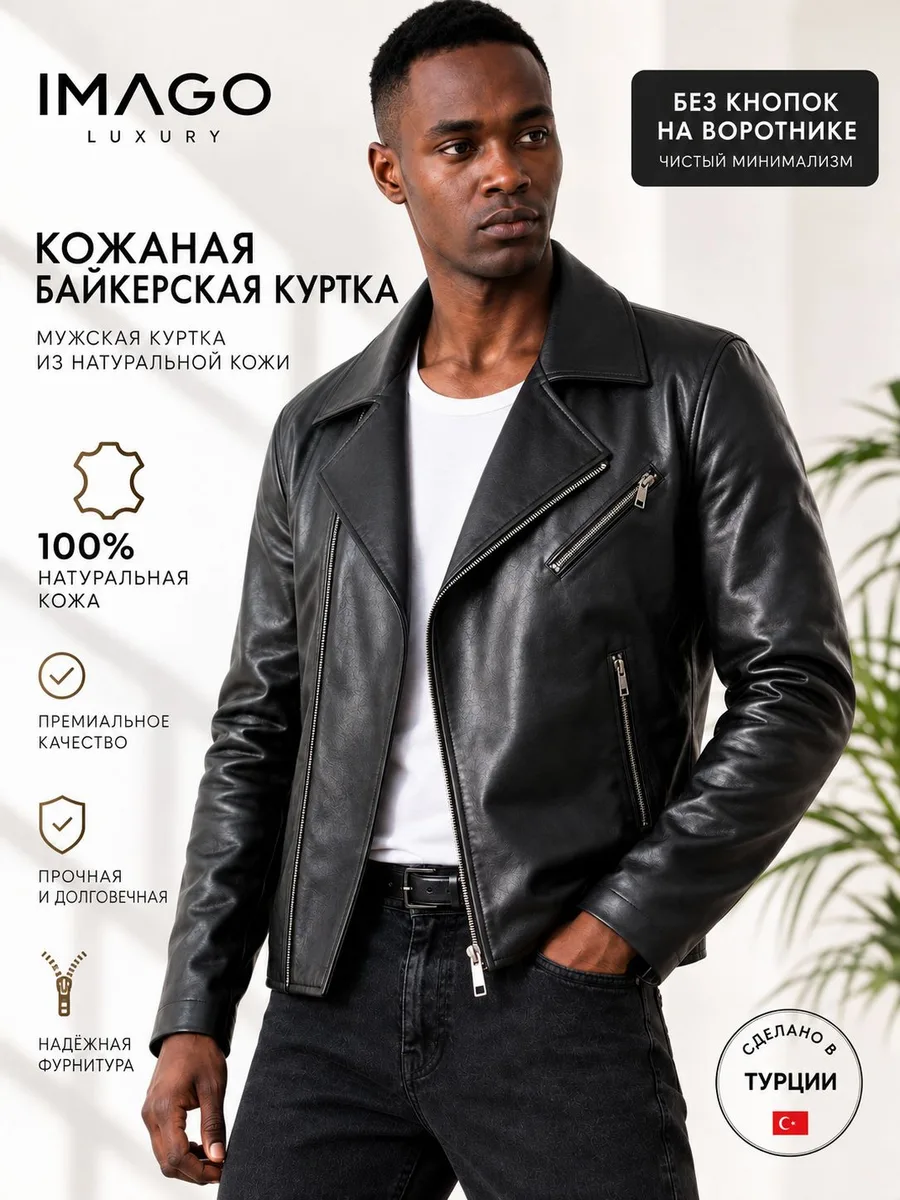 IMAGO
LUXURY
БЕЗ КНОПОК
НА ВОРОТНИКЕ
ЧИСТЫЙ МИНИМАЛИЗМ
КОЖАНАЯ
БАЙКЕРСКАЯ КУРТКА
МУЖСКАЯ КУРТКА
ИЗ НАТУРАЛЬНОЙ КОЖИ
100%
НАТУРАЛЬНАЯ
КОЖА
ПРЕМИАЛЬНОЕ
КАЧЕСТВО
ПРОЧНАЯ
И ДОЛГОВЕЧНАЯ
НАДЁЖНАЯ
ФУРНИТУРА
СДЕЛАНО В
ТУРЦИИ